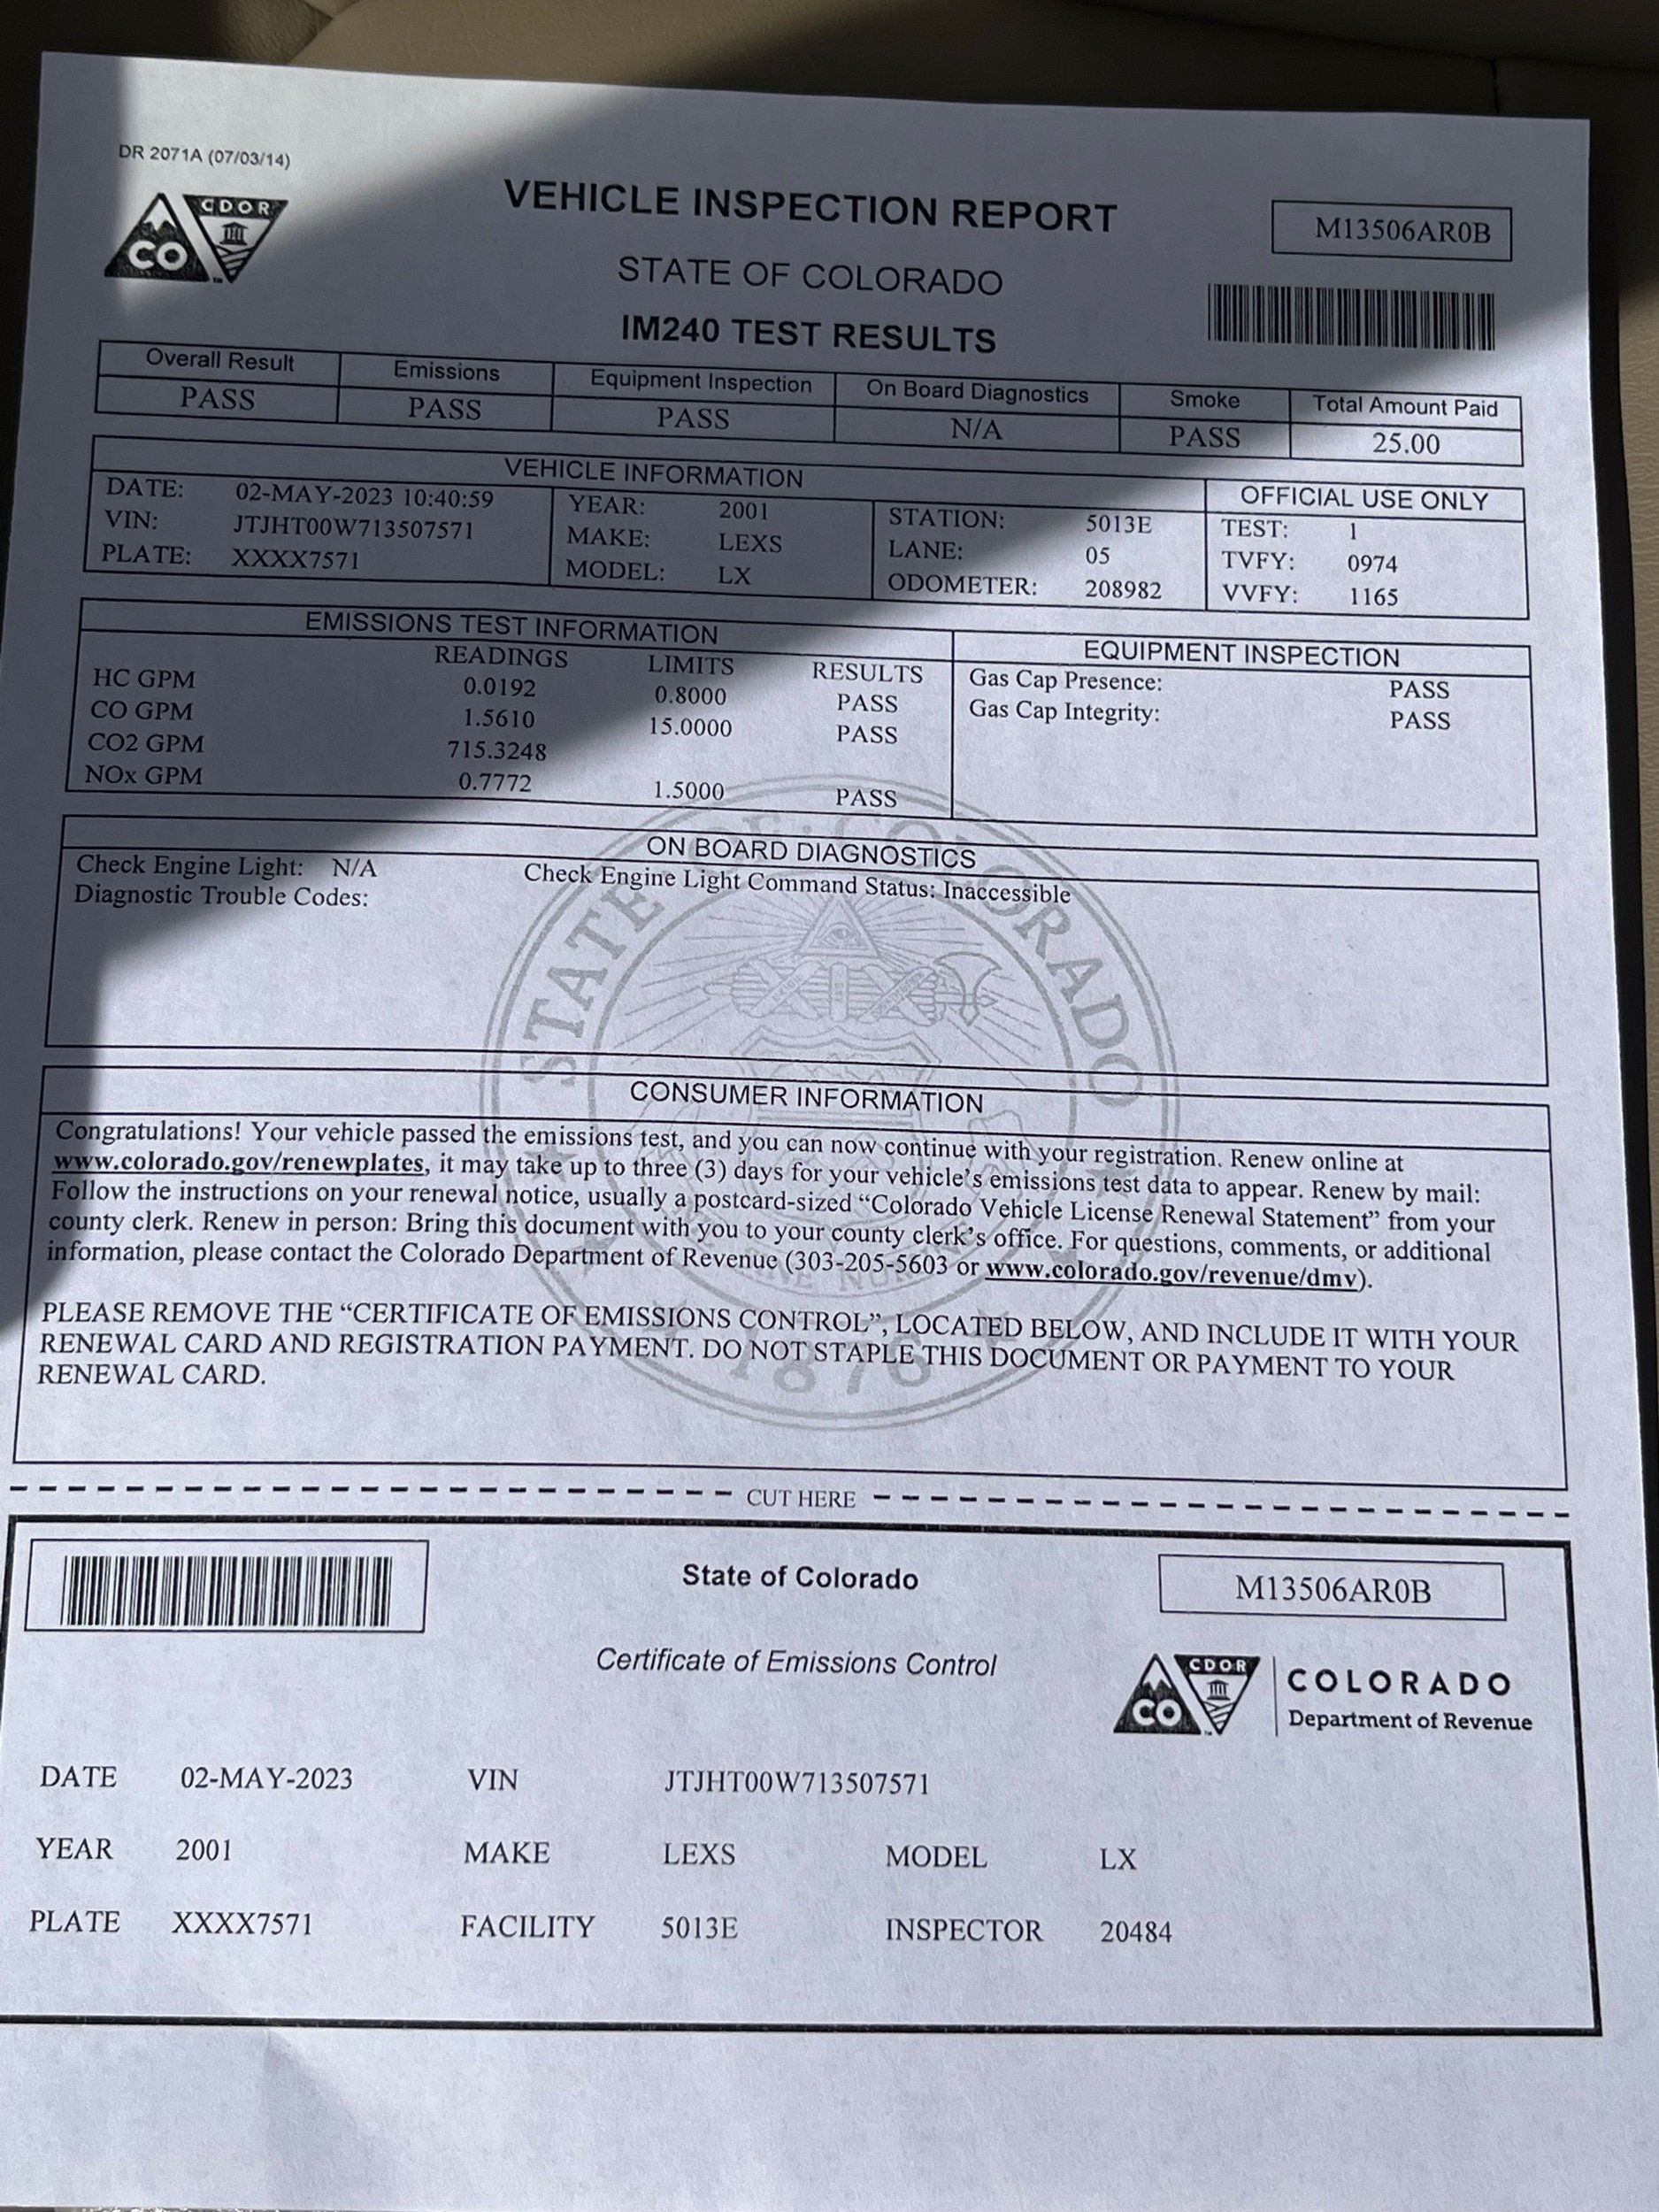 DR 2071A (07/03/14)
CDOR
CO
VEHICLE INSPECTION REPORT
M13506AR0B
STATE OF COLORADO
IM240 TEST RESULTS
Overall Result Emissions Equipment Inspection On Board Diagnostics Smoke Total Amount Paid
PASS PASS PASS N/A PASS 25.00
VEHICLE INFORMATION OFFICIAL USE ONLY
DATE: 02-MAY-2023 10:40:59 YEAR: 2001 STATION: 5013E TEST: 1
VIN: JTJHT00W713507571 MAKE: LEXS LANE: 05 TVFY: 0974
PLATE: XXXX7571 MODEL: LX ODOMETER: 208982 VVFY: 1165
EMISSIONS TEST INFORMATION EQUIPMENT INSPECTION
READINGS LIMITS RESULTS Gas Cap Presence: PASS
HC GPM 0.0192 0.8000 PASS Gas Cap Integrity: PASS
CO GPM 1.5610 15.0000 PASS
CO2 GPM 715.3248
NOx GPM 0.7772 1.5000 PASS
ON BOARD DIAGNOSTICS
Check Engine Light: N/A Check Engine Light Command Status: Inaccessible
Diagnostic Trouble Codes:
STATE OF COLORADO
CONSUMER INFORMATION
Congratulations! Your vehicle passed the emissions test, and you can now continue with your registration. Renew online at
www.colorado.gov/renewplates, it may take up to three (3) days for your vehicle's emissions test data to appear. Renew by mail:
Follow the instructions on your renewal notice, usually a postcard-sized “Colorado Vehicle License Renewal Statement” from your
county clerk. Renew in person: Bring this document with you to your county clerk's office. For questions, comments, or additional
information, please contact the Colorado Department of Revenue (303-205-5603 or www.colorado.gov/revenue/dmv).
PLEASE REMOVE THE “CERTIFICATE OF EMISSIONS CONTROL”, LOCATED BELOW, AND INCLUDE IT WITH YOUR
RENEWAL CARD AND REGISTRATION PAYMENT. DO NOT STAPLE THIS DOCUMENT OR PAYMENT TO YOUR
RENEWAL CARD.
1876
CUT HERE
State of Colorado
M13506AR0B
Certificate of Emissions Control
CDOR
CO
COLORADO
Department of Revenue
DATE 02-MAY-2023 VIN JTJHT00W713507571
YEAR 2001 MAKE LEXS MODEL LX
PLATE XXXX7571 FACILITY 5013E INSPECTOR 20484